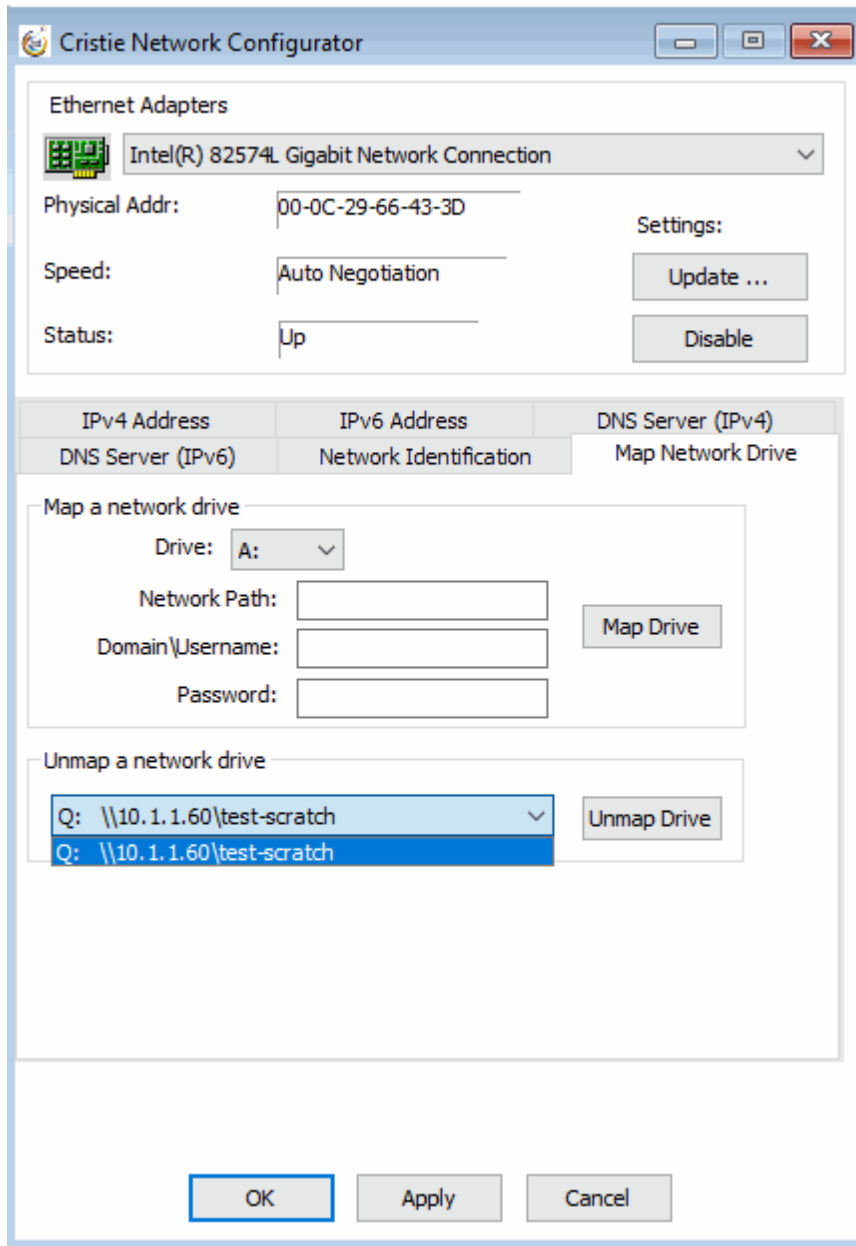 Cristie Network Configurator
Ethernet Adapters
Intel(R) 82574L Gigabit Network Connection
Physical Addr: 00-0C-29-66-43-3D
Settings:
Speed: Auto Negotiation
Update ...
Status: Up
Disable
IPv4 Address IPv6 Address DNS Server (IPv4)
DNS Server (IPv6) Network Identification Map Network Drive
Map a network drive
Drive: A:
Network Path:
Map Drive
Domain\Username:
Password:
Unmap a network drive
Q: \\10.1.1.60\test-scratch Unmap Drive
Q: \\10.1.1.60\test-scratch
OK Apply Cancel